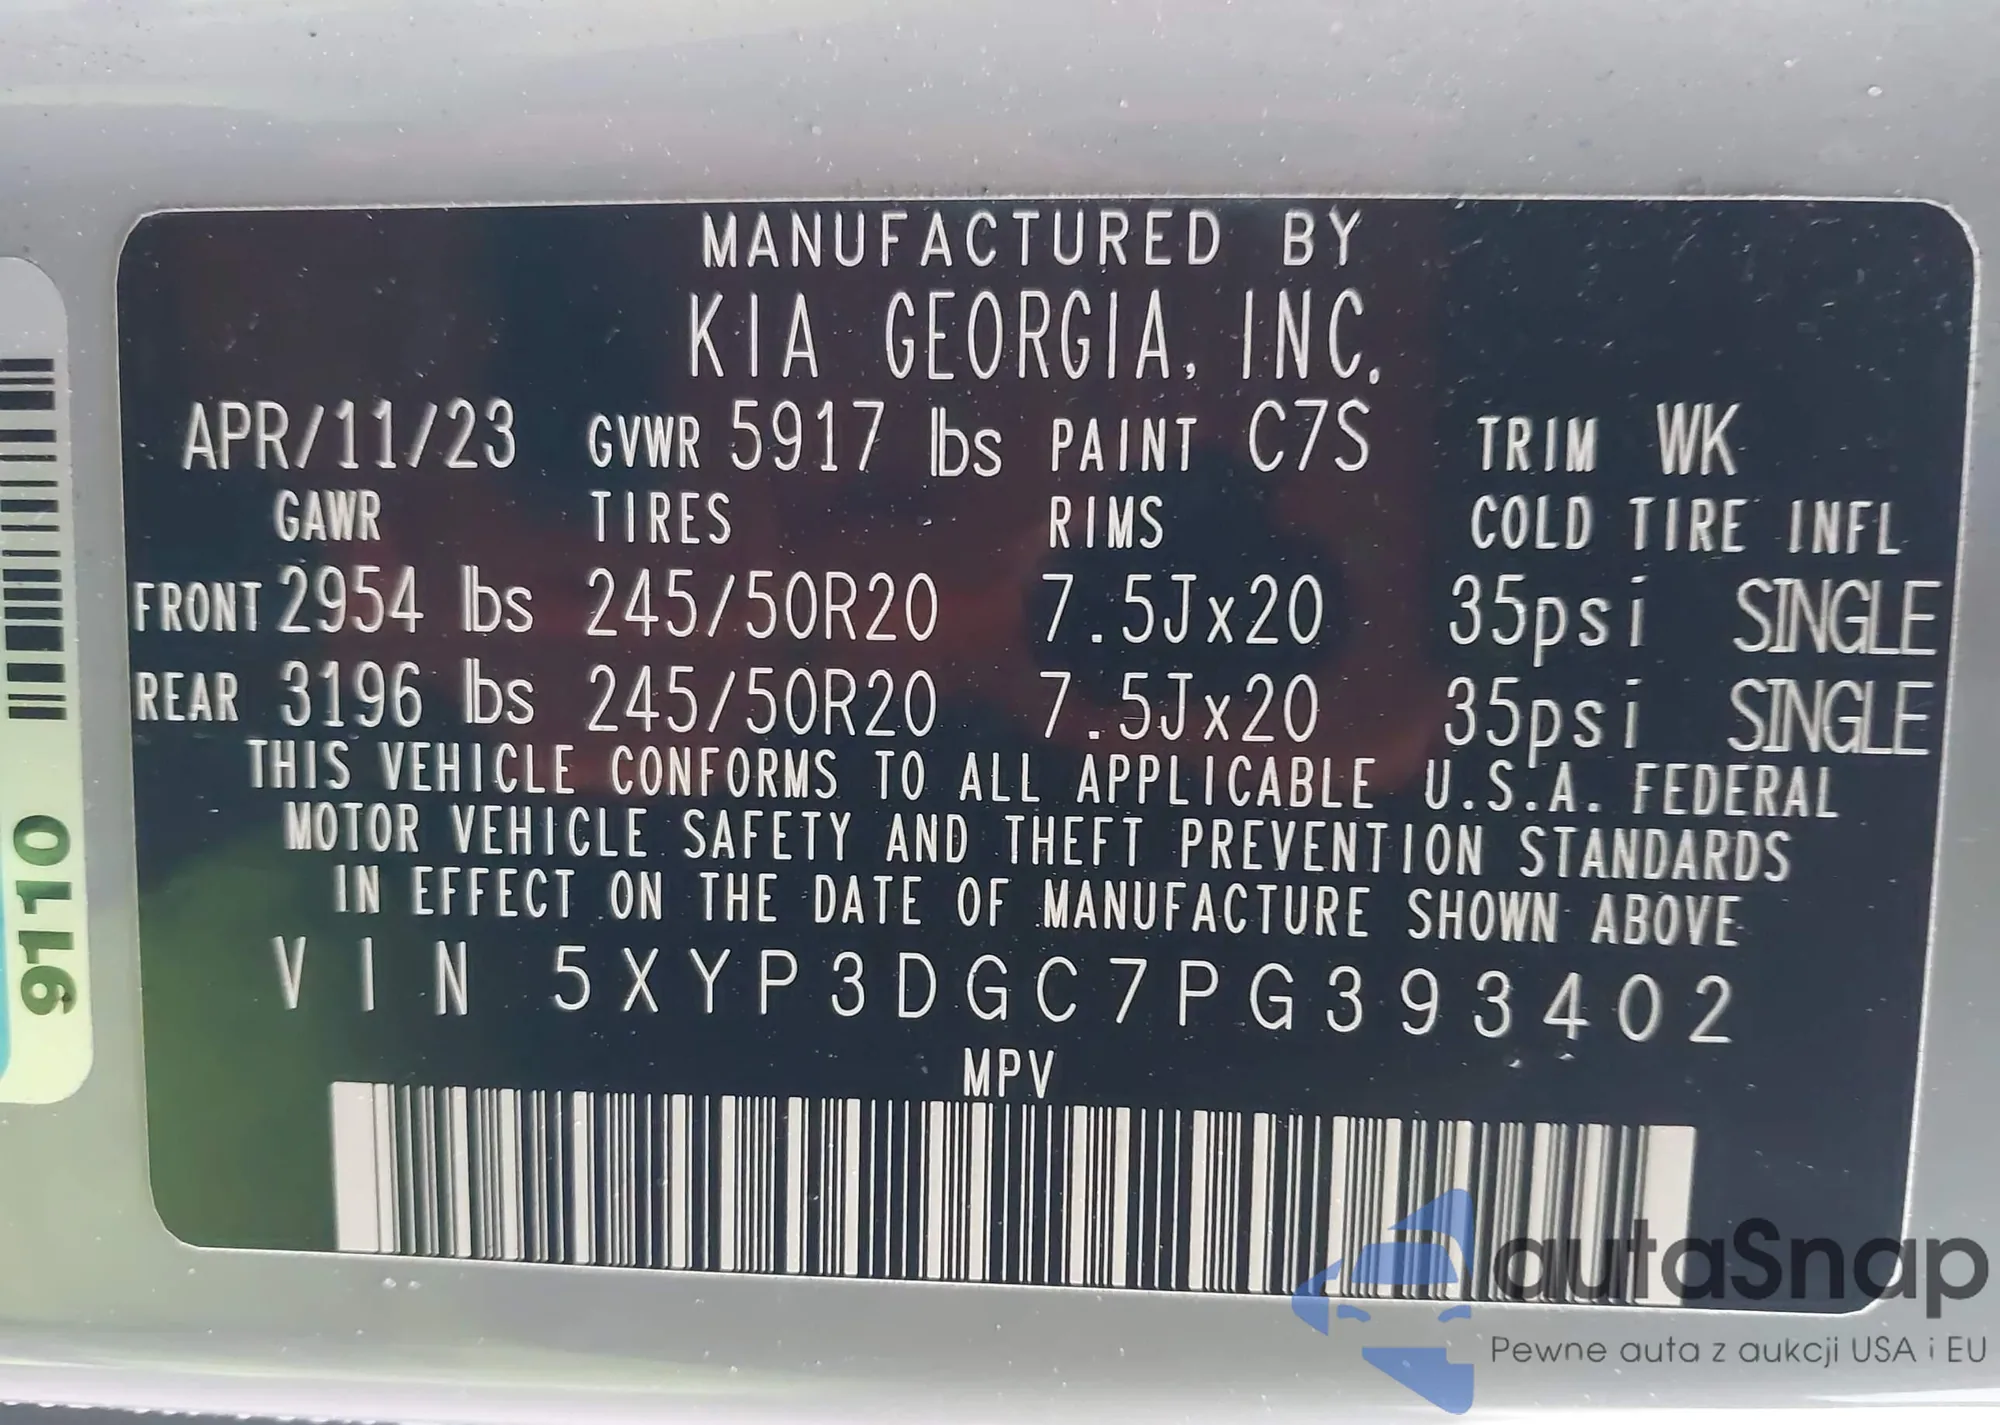 MANUFACTURED BY
KIA GEORGIA, INC.
APR/11/23 GVWR 5917 lbs PAINT C7S TRIM WK
GAWR TIRES RIMS COLD TIRE INFL
FRONT 2954 lbs 245/50R20 7.5Jx20 35psi SINGLE
REAR 3196 lbs 245/50R20 7.5Jx20 35psi SINGLE
THIS VEHICLE CONFORMS TO ALL APPLICABLE U.S.A. FEDERAL
MOTOR VEHICLE SAFETY AND THEFT PREVENTION STANDARDS
IN EFFECT ON THE DATE OF MANUFACTURE SHOWN ABOVE
VIN 5XYP3DGC7PG393402
MPV
9110
autaSnap
Pewne auta z aukcji USA i EU